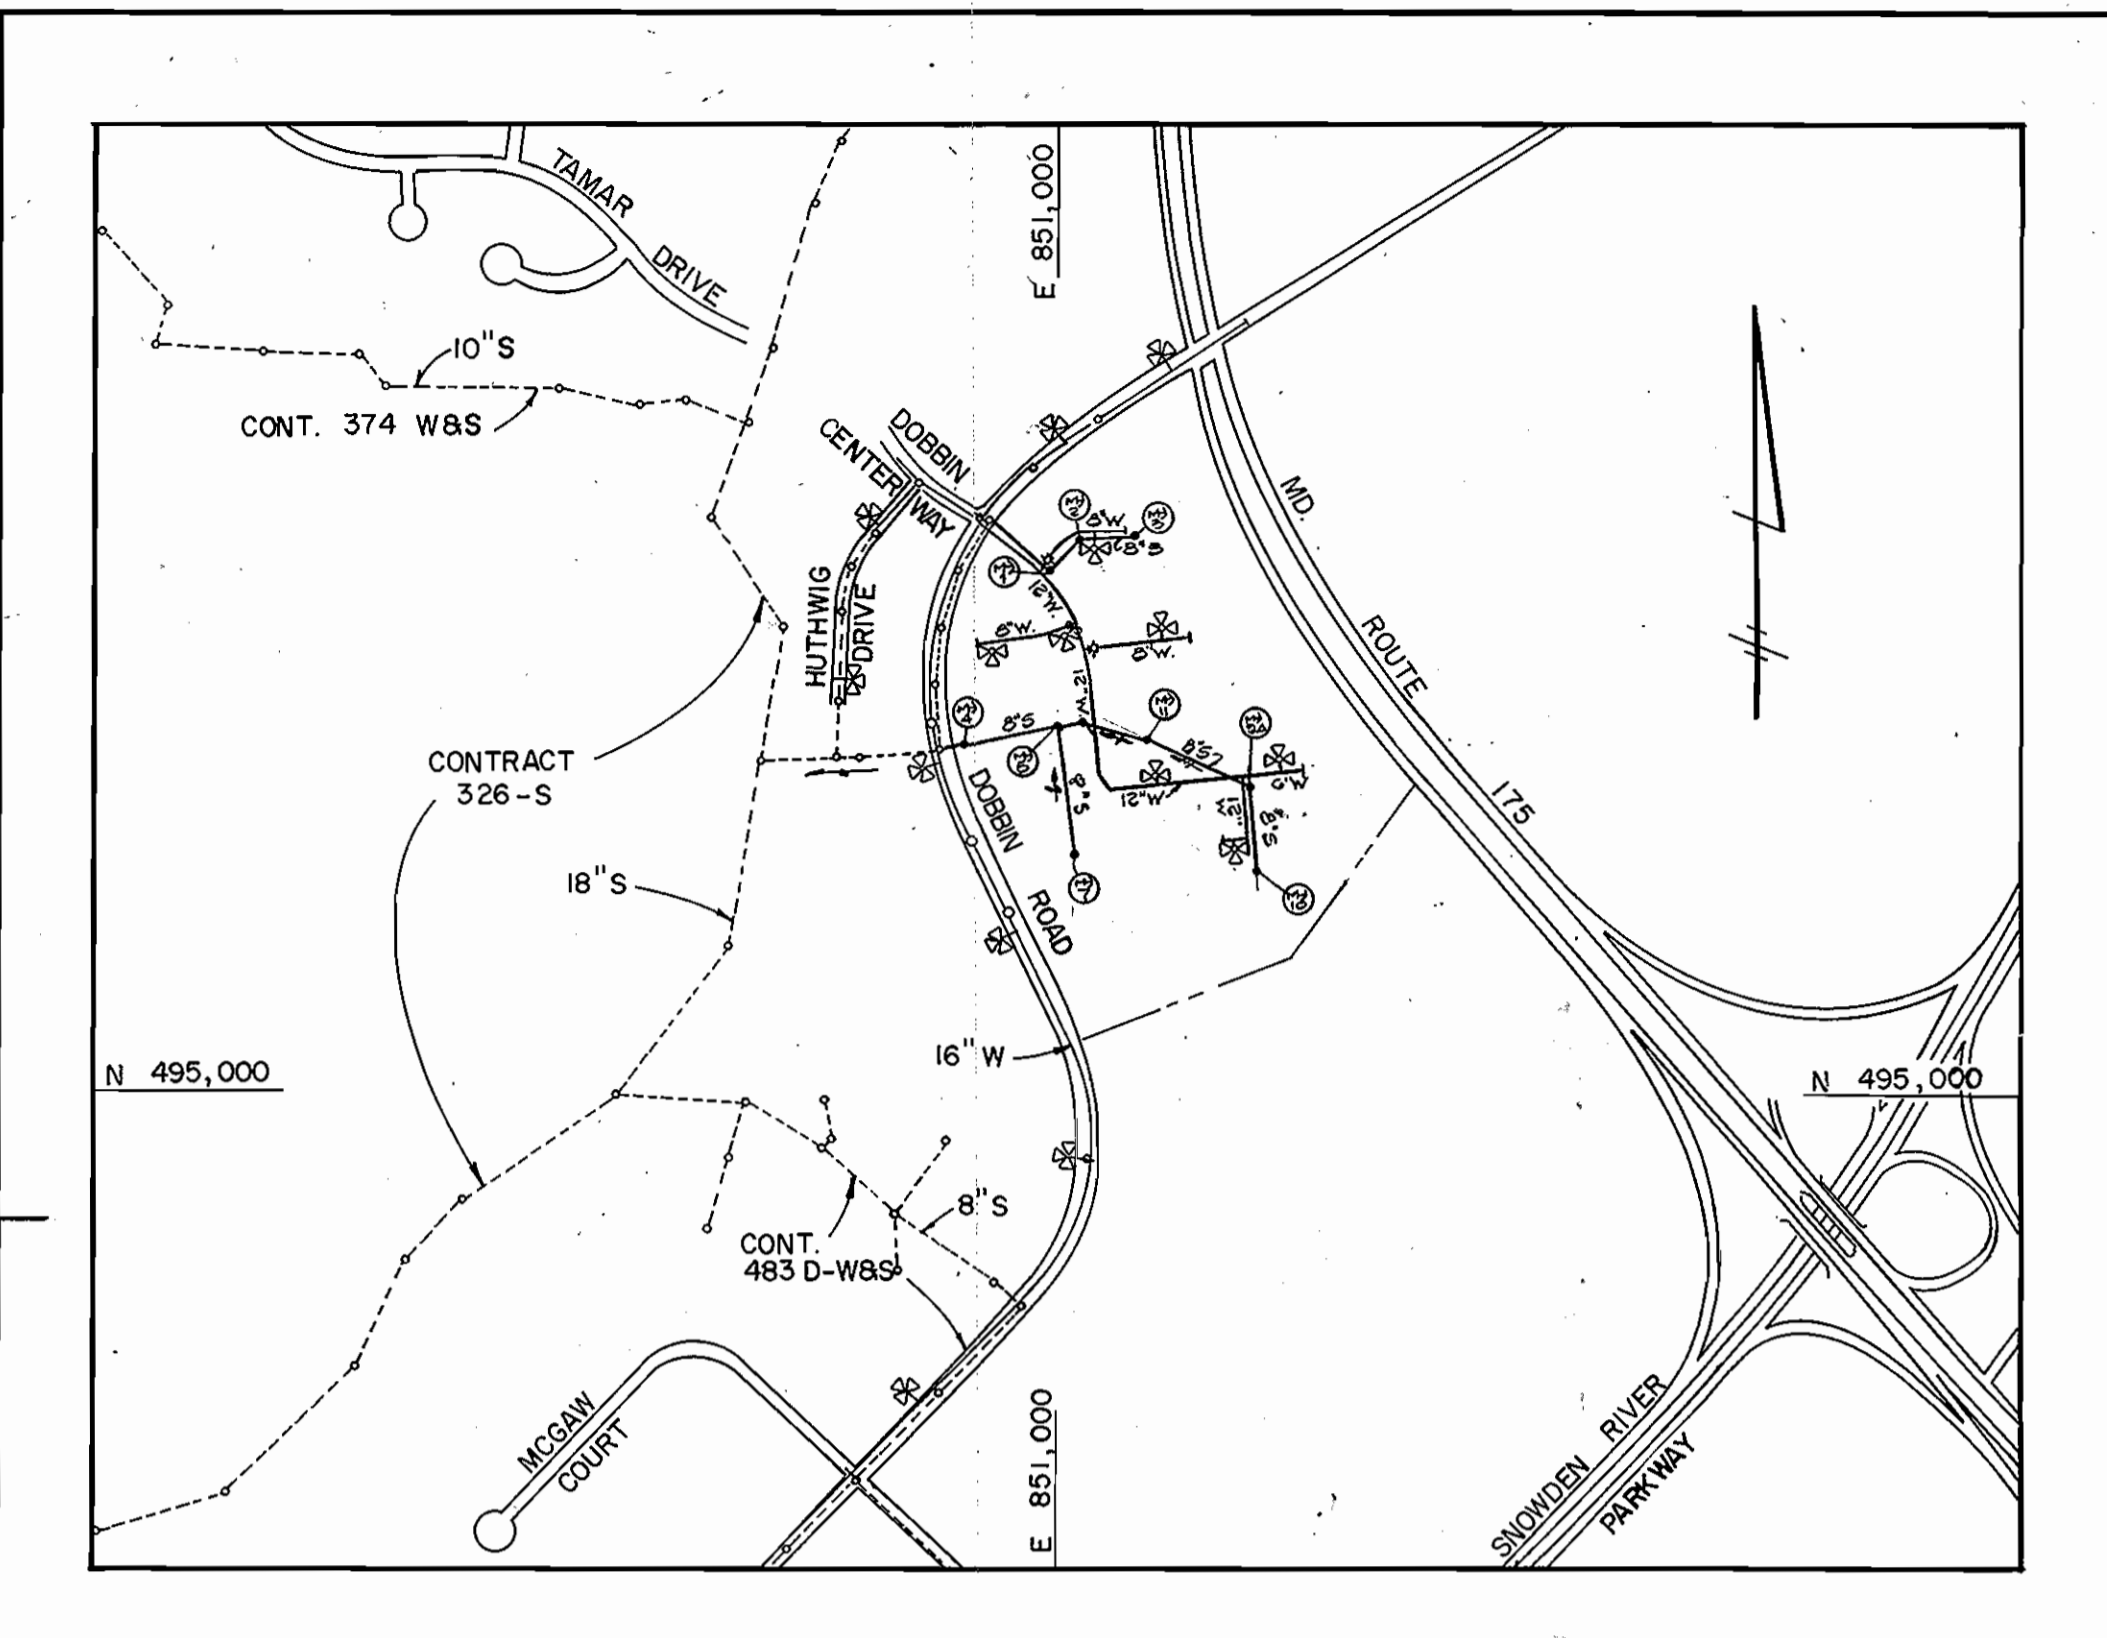 TAMAR
DRIVE
E 851,000
10"S
CONT. 374 W&S
DOBBIN
CENTER
WAY
MD.
ROUTE
175
HUTHWIG
DRIVE
8"W
8"S
12"W.
8"W.
8"W.
12"W.
8"S
8"S
8"S
12"W
12"
W
8"S
CONTRACT
326-S
18"S
DOBBIN
ROAD
16"W
N 495,000
N 495,000
8"S
CONT.
483 D-W&S
MCGAW
COURT
E 851,000
SNOWDEN RIVER
PARKWAY